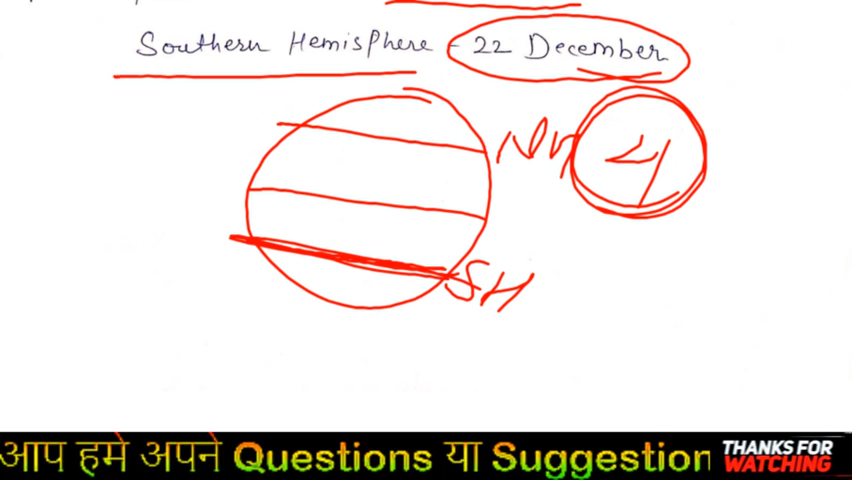 Southern Hemisphere - 22 December
NH
SH
आप हमे अपने Questions या Suggestion
THANKS FOR
WATCHING